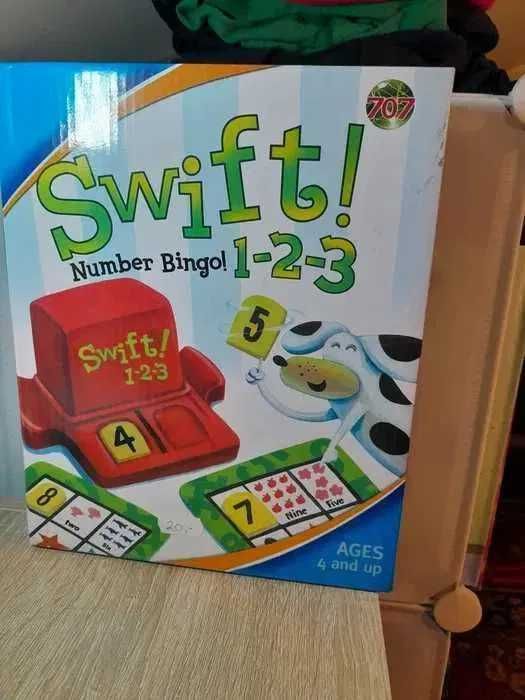 707
Swift!
Number Bingo! 1-2-3
Swift!
1-2-3
5
4
8
two
Six
7
Nine
Five
AGES
4 and up